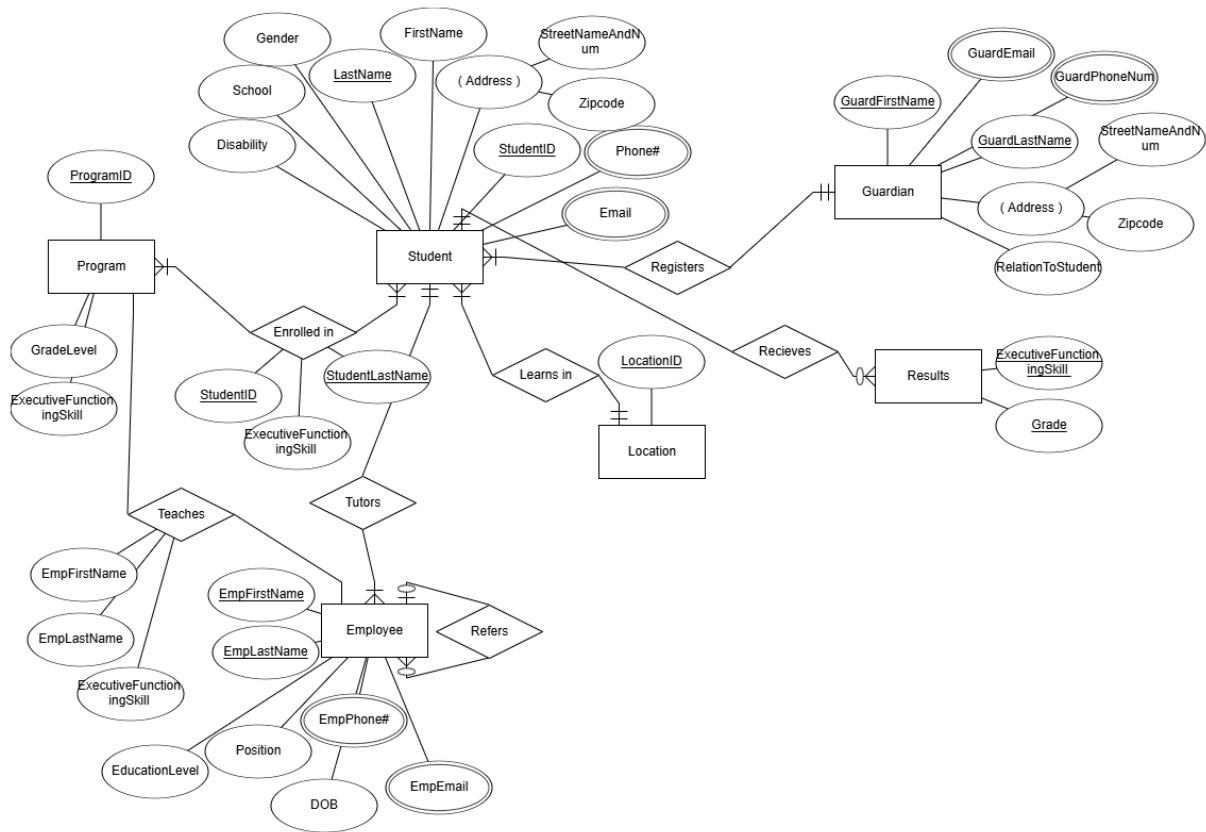 FirstName
StreetNameAndN
um
Gender
LastName
( Address )
School
Zipcode
Disability
StudentID
Phone#
Email
GuardEmail
GuardPhoneNum
GuardFirstName
GuardLastName
StreetNameAndN
um
Guardian
( Address )
Zipcode
RelationToStudent
ProgramID
Program
Student
Registers
Enrolled in
GradeLevel
ExecutiveFunction
ingSkill
StudentID
StudentLastName
ExecutiveFunctio
ingSkill
Learns in
LocationID
Location
Recieves
Results
ExecutiveFunction
ingSkill
Grade
Teaches
Tutors
EmpFirstName
EmpLastName
ExecutiveFunction
ingSkill
EmpFirstName
EmpLastName
Employee
Refers
EmpPhone#
Position
EducationLevel
DOB
EmpEmail